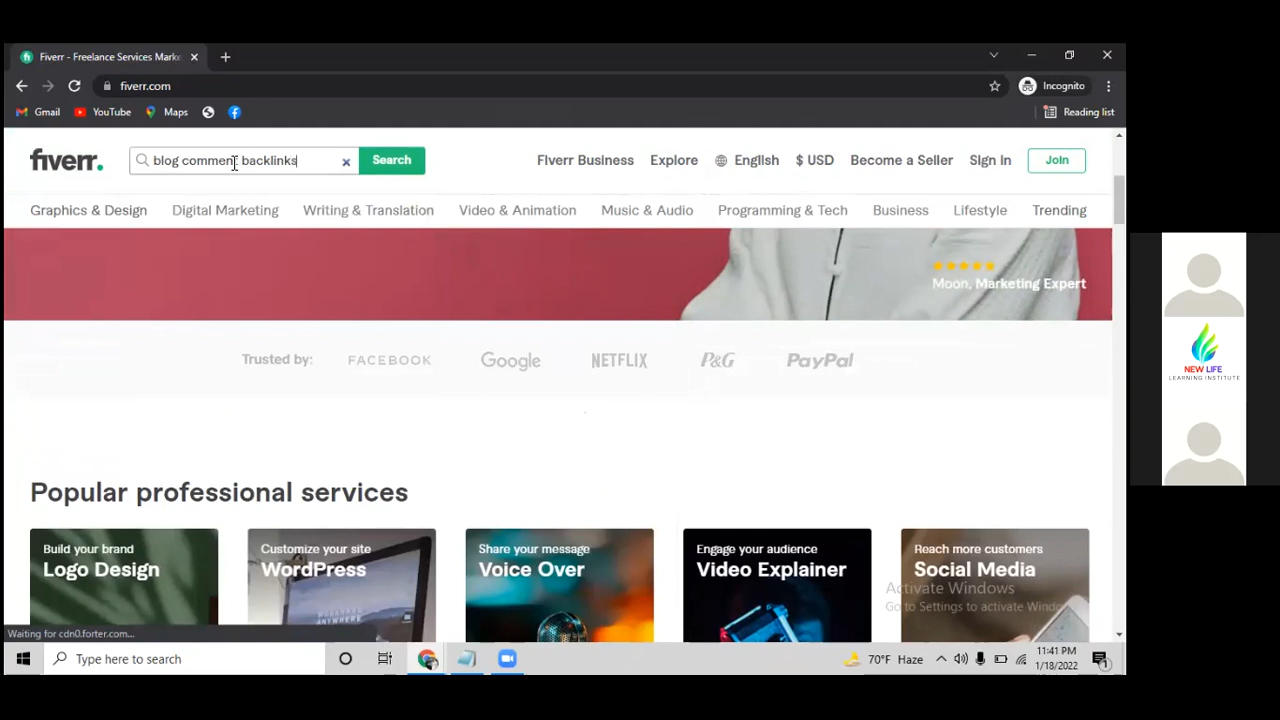 Fiverr - Freelance Services Marke
fiverr.com
Incognito
Gmail YouTube Maps
Reading list
fiverr. blog comment backlinks Search Fiverr Business Explore English $ USD Become a Seller Sign in Join
Graphics & Design Digital Marketing Writing & Translation Video & Animation Music & Audio Programming & Tech Business Lifestyle Trending
Moon, Marketing Expert
Trusted by: FACEBOOK Google NETFLIX P&G PayPal
NEW LIFE
LEARNING INSTITUTE
Popular professional services
Build your brand
Logo Design
Customize your site
WordPress
Share your message
Voice Over
Engage your audience
Video Explainer
Reach more customers
Social Media
Activate Windows
Go to Settings to activate Windo
Waiting for cdn0.forter.com...
Type here to search
70°F Haze
11:41 PM
1/18/2022
1